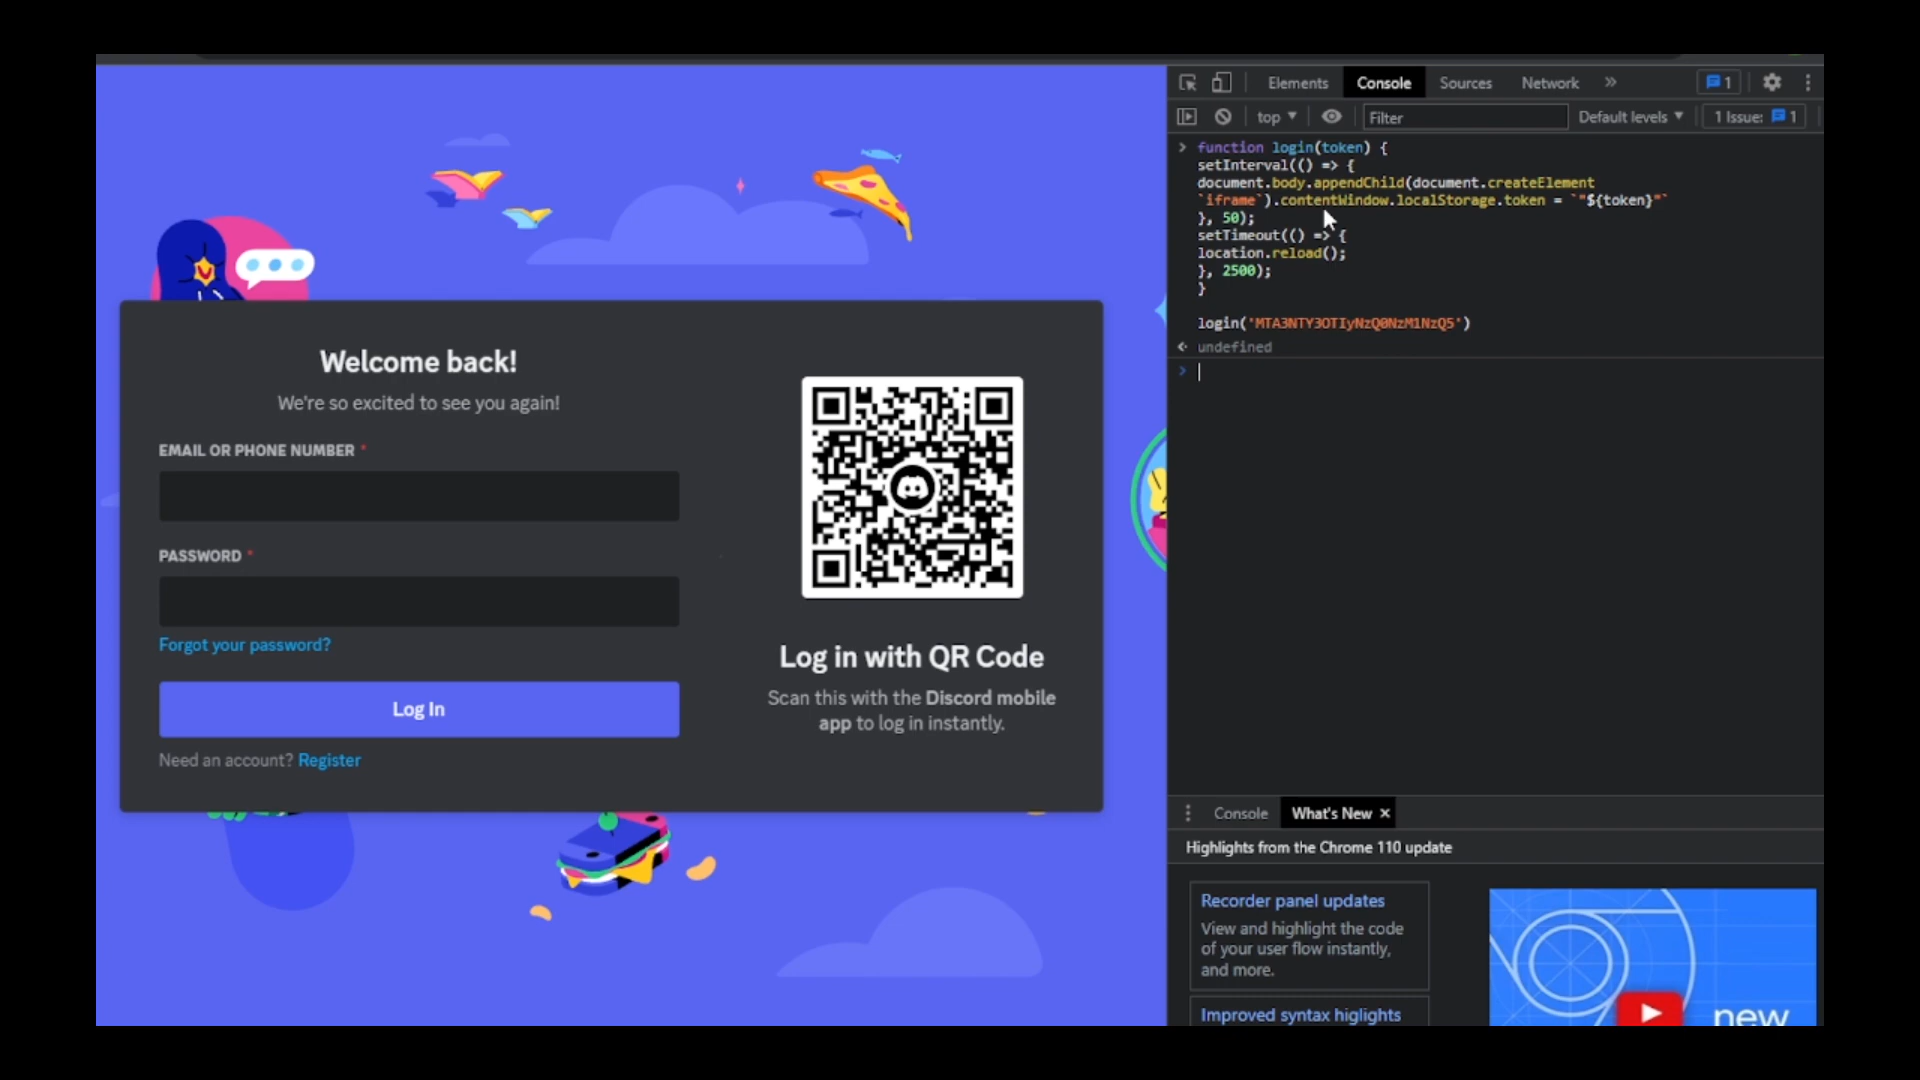 Welcome back!
We're so excited to see you again!
EMAIL OR PHONE NUMBER *
PASSWORD *
Forgot your password?
Log In
Need an account? Register
Log in with QR Code
Scan this with the Discord mobile
app to log in instantly.
Elements Console Sources Network » 1
top ▼ Filter Default levels ▼ 1 Issue: 1
> function login(token) {
setInterval(() => {
document.body.appendChild(document.createElement
`iframe`).contentWindow.localStorage.token = `"${token}"`
}, 50);
setTimeout(() => {
location.reload();
}, 2500);
}
login('MTA3NTY3OTIyNzQ0NzM1NzQ5')
undefined
>
Console What's New ×
Highlights from the Chrome 110 update
Recorder panel updates
View and highlight the code
of your user flow instantly,
and more.
Improved syntax higlights
new